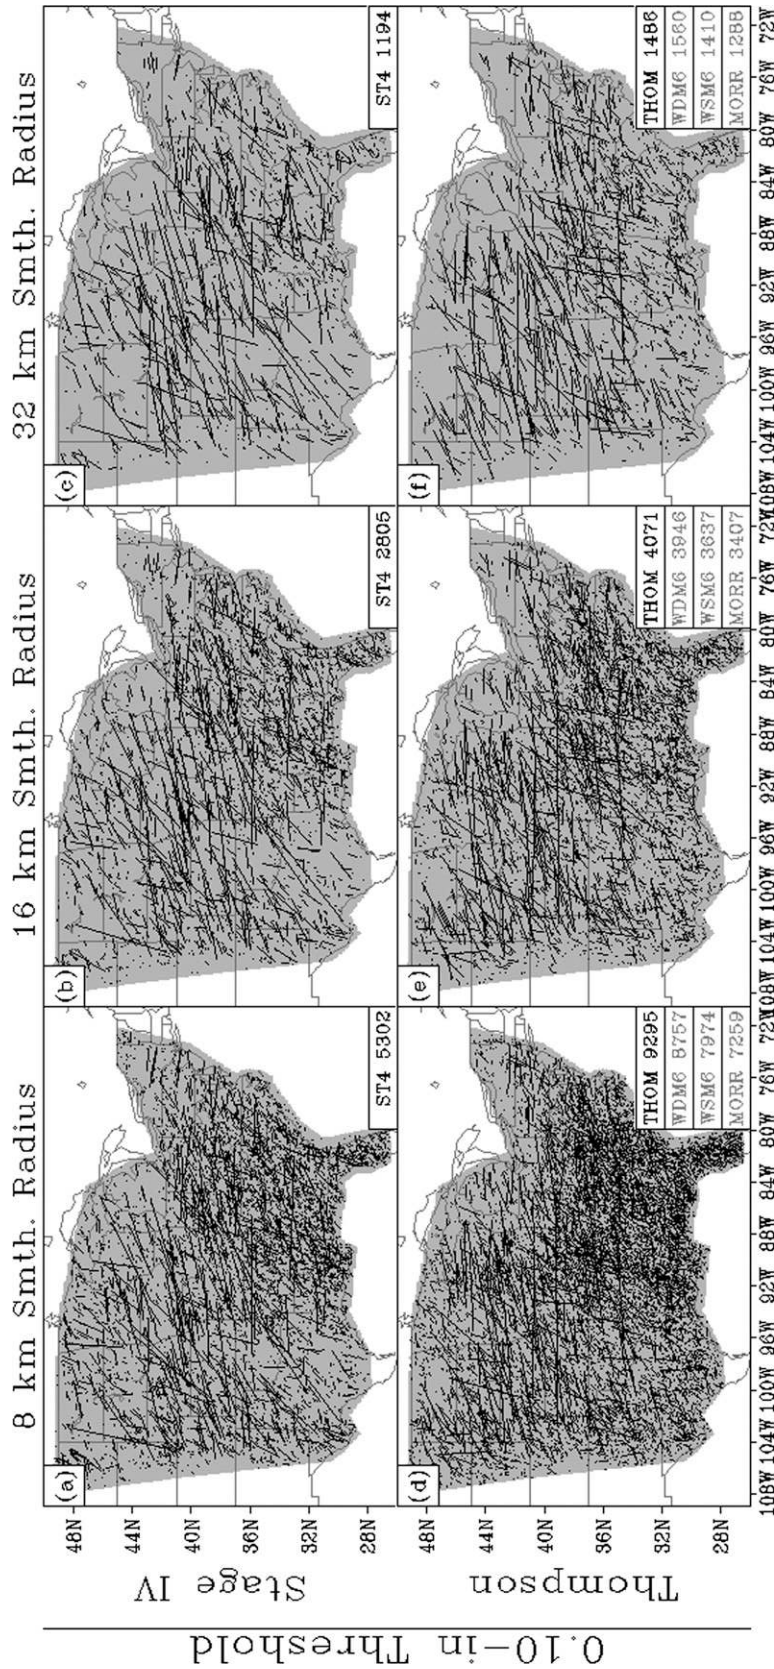 8 km Smth. Radius
16 km Smth. Radius
32 km Smth. Radius
0.10-in Threshold
Stage IV
48N
44N
40N
36N
32N
28N
(a)
ST4 5302
(b)
ST4 2805
(c)
ST4 1194
Thompson
48N
44N
40N
36N
32N
28N
(d)
THOM 9295
WDM6 8757
WSM6 7974
MORR 7259
(e)
THOM 4071
WDM6 3946
WSM6 3637
MORR 3407
(f)
THOM 1486
WDM6 1560
WSM6 1410
MORR 1288
108W 104W 100W 96W 92W 88W 84W 80W 76W 72W
108W 104W 100W 96W 92W 88W 84W 80W 76W 72W
108W 104W 100W 96W 92W 88W 84W 80W 76W 72W